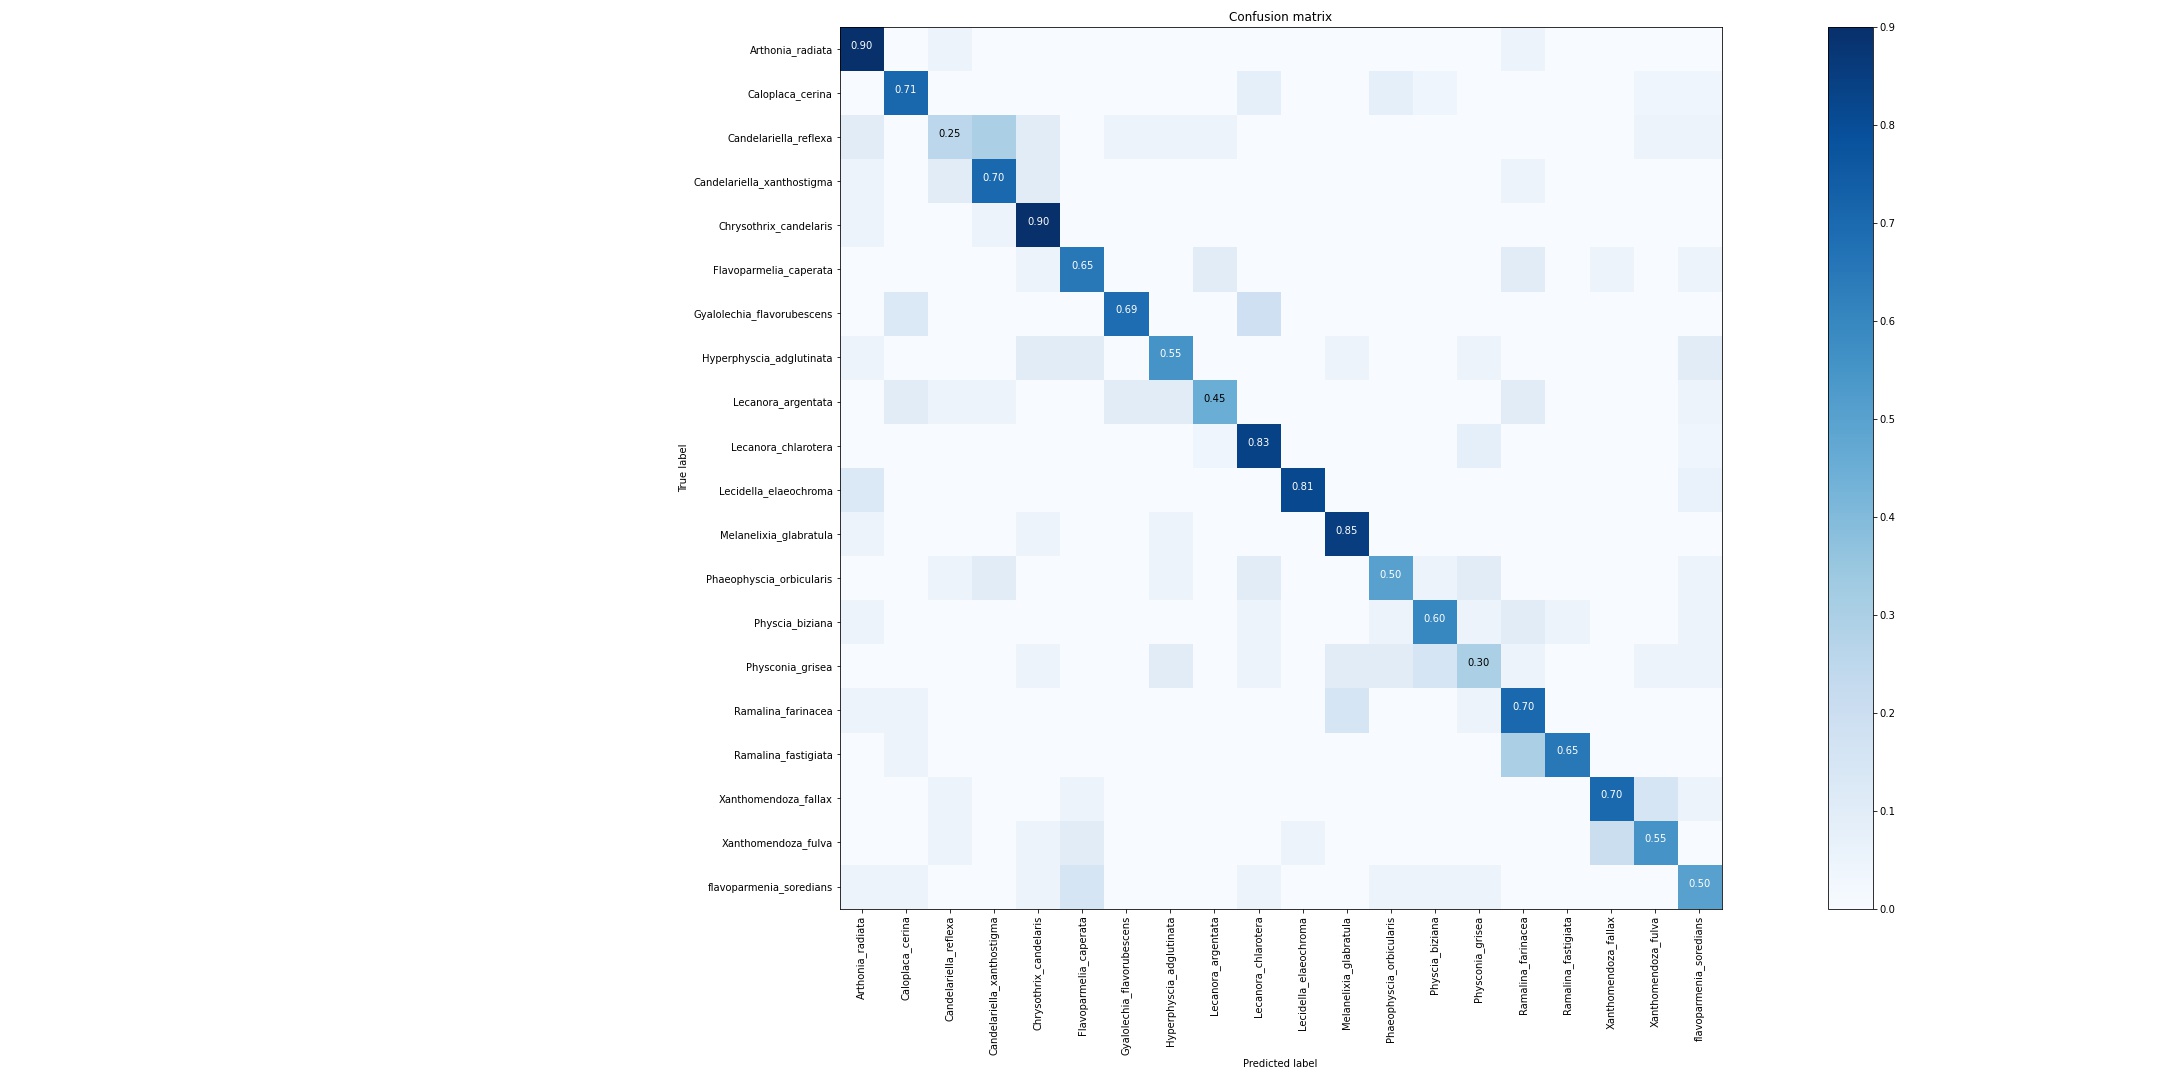 Confusion matrix
Arthonia_radiata
Caloplaca_cerina
Candelariella_reflexa
Candelariella_xanthostigma
Chrysothrix_candelaris
Flavoparmelia_caperata
Gyalolechia_flavorubescens
Hyperphyscia_adglutinata
Lecanora_argentata
Lecanora_chlarotera
Lecidella_elaeochroma
Melanelixia_glabratula
Phaeophyscia_orbicularis
Physcia_biziana
Physconia_grisea
Ramalina_farinacea
Ramalina_fastigiata
Xanthomendoza_fallax
Xanthomendoza_fulva
flavoparmenia_soredians
True label
0.90
0.71
0.25
0.70
0.90
0.65
0.69
0.55
0.45
0.83
0.81
0.85
0.50
0.60
0.30
0.70
0.65
0.70
0.55
0.50
0.9
0.8
0.7
0.6
0.5
0.4
0.3
0.2
0.1
0.0
Arthonia_radiata
Caloplaca_cerina
Candelariella_reflexa
Candelariella_xanthostigma
Chrysothrix_candelaris
Flavoparmelia_caperata
Gyalolechia_flavorubescens
Hyperphyscia_adglutinata
Lecanora_argentata
Lecanora_chlarotera
Lecidella_elaeochroma
Melanelixia_glabratula
Phaeophyscia_orbicularis
Physcia_biziana
Physconia_grisea
Ramalina_farinacea
Ramalina_fastigiata
Xanthomendoza_fallax
Xanthomendoza_fulva
flavoparmenia_soredians
Predicted label